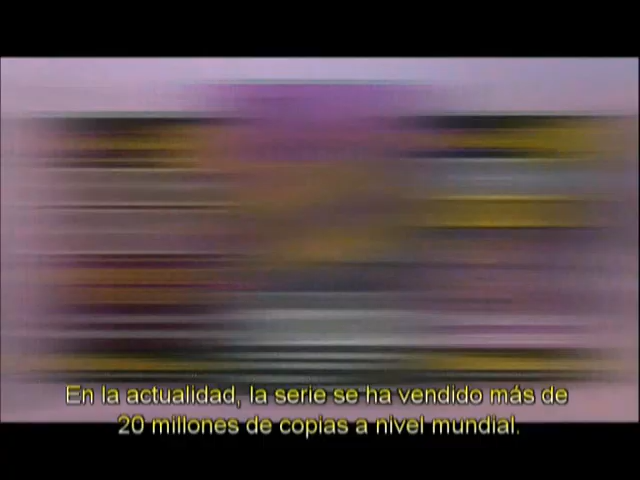 En la actualidad, la serie se ha vendido más de
20 millones de copias a nivel mundial.